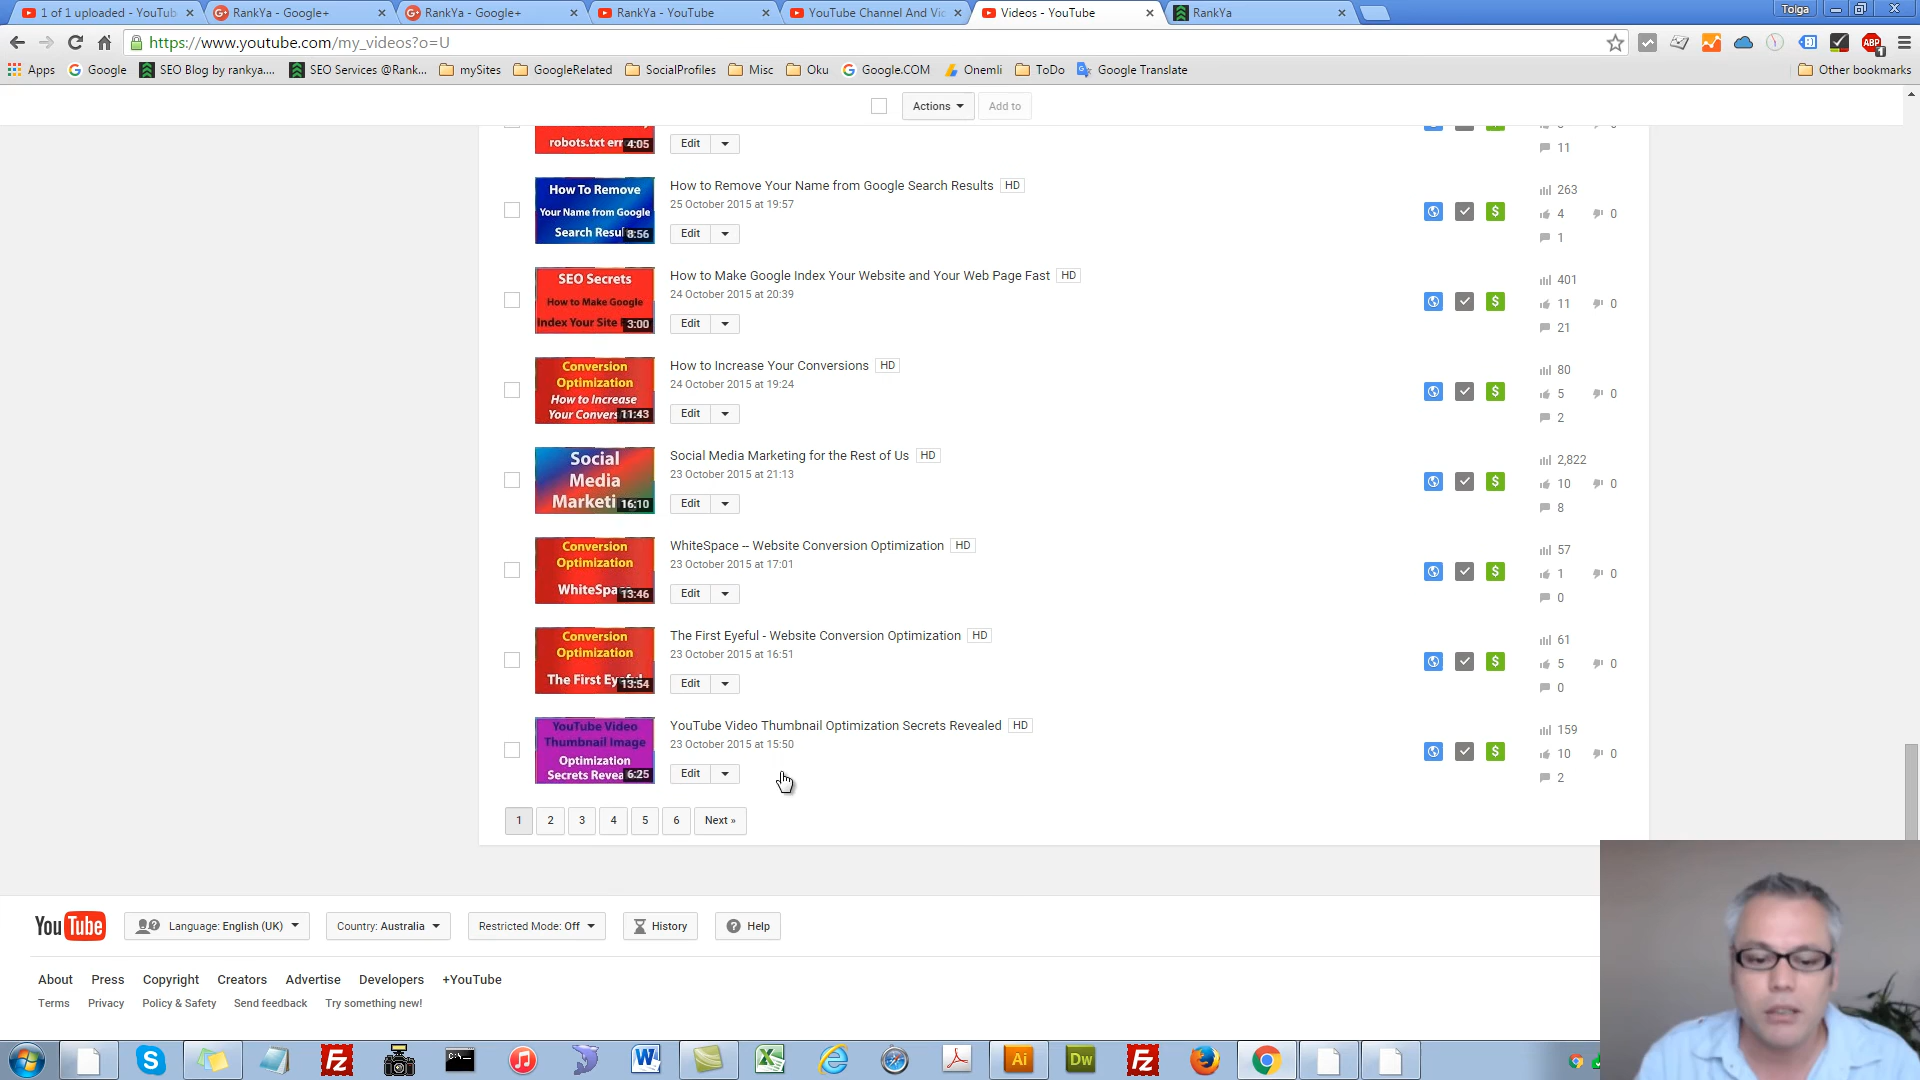 1 of 1 uploaded - YouTub
RankYa - Google+
RankYa - Google+
RankYa - YouTube
YouTube Channel And Vid
Videos - YouTube
RankYa
Tolga
https://www.youtube.com/my_videos?o=U
ABP
1
Apps
Google
SEO Blog by rankya....
SEO Services @Rank...
mySites
GoogleRelated
SocialProfiles
Misc
Oku
Google.COM
Onemli
ToDo
Google Translate
Other bookmarks
Actions
Add to
robots.txt err
4:05
Edit
11
How To Remove
Your Name from Google
Search Resul
8:56
How to Remove Your Name from Google Search Results HD
25 October 2015 at 19:57
Edit
$
263
4 0
1
SEO Secrets
How to Make Google
Index Your Site
3:00
How to Make Google Index Your Website and Your Web Page Fast HD
24 October 2015 at 20:39
Edit
$
401
11 0
21
Conversion
Optimization
How to Increase
Your Convers
11:43
How to Increase Your Conversions HD
24 October 2015 at 19:24
Edit
$
80
5 0
2
Social
Media
Marketi
16:10
Social Media Marketing for the Rest of Us HD
23 October 2015 at 21:13
Edit
$
2,822
10 0
8
Conversion
Optimization
WhiteSpa
13:46
WhiteSpace -- Website Conversion Optimization HD
23 October 2015 at 17:01
Edit
$
57
1 0
0
Conversion
Optimization
The First Eyeful
13:54
The First Eyeful - Website Conversion Optimization HD
23 October 2015 at 16:51
Edit
$
61
5 0
0
YouTube Video
Thumbnail Image
Optimization
Secrets Revea
6:25
YouTube Video Thumbnail Optimization Secrets Revealed HD
23 October 2015 at 15:50
Edit
$
159
10 0
2
1 2 3 4 5 6 Next »
YouTube
Language: English (UK)
Country: Australia
Restricted Mode: Off
History
Help
About Press Copyright Creators Advertise Developers +YouTube
Terms Privacy Policy & Safety Send feedback Try something new!
Fz
C:\
Ai
Dw
Fz